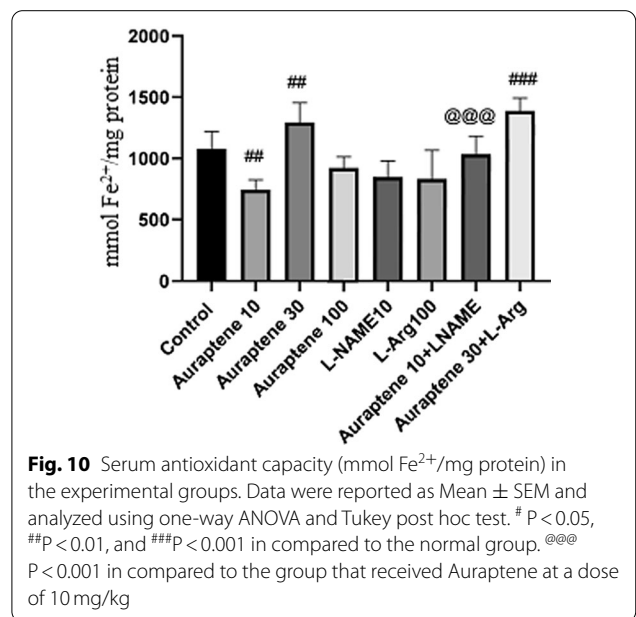 2000
1500
1000
500
0
mmol Fe²⁺/mg protein
##
##
@@@
###
Control
Auraptene 10
Auraptene 30
Auraptene 100
L-NAME10
L-Arg100
Auraptene 10+LNAME
Auraptene 30+L-Arg
Fig. 10 Serum antioxidant capacity (mmol Fe²⁺/mg protein) in
the experimental groups. Data were reported as Mean ± SEM and
analyzed using one-way ANOVA and Tukey post hoc test. # P < 0.05,
##P < 0.01, and ###P < 0.001 in compared to the normal group. @@@
P < 0.001 in compared to the group that received Auraptene at a dose
of 10 mg/kg